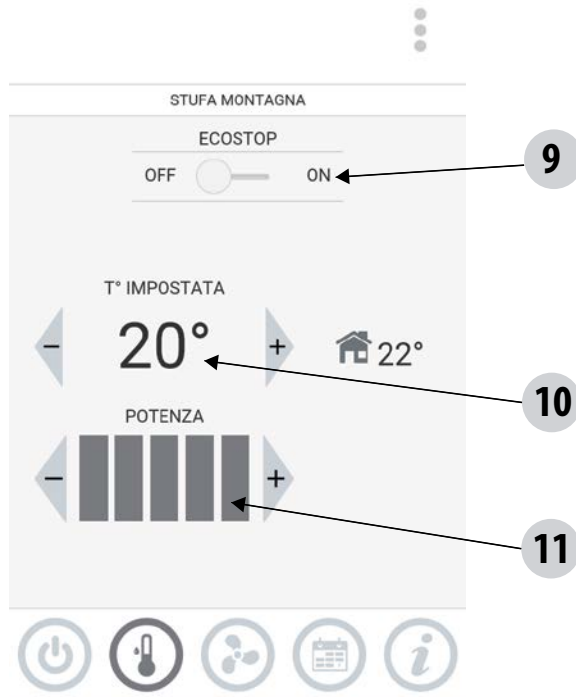 STUFA MONTAGNA
ECOSTOP
OFF ON
9
T° IMPOSTATA
- 20° + 22°
10
POTENZA
- +
11
i